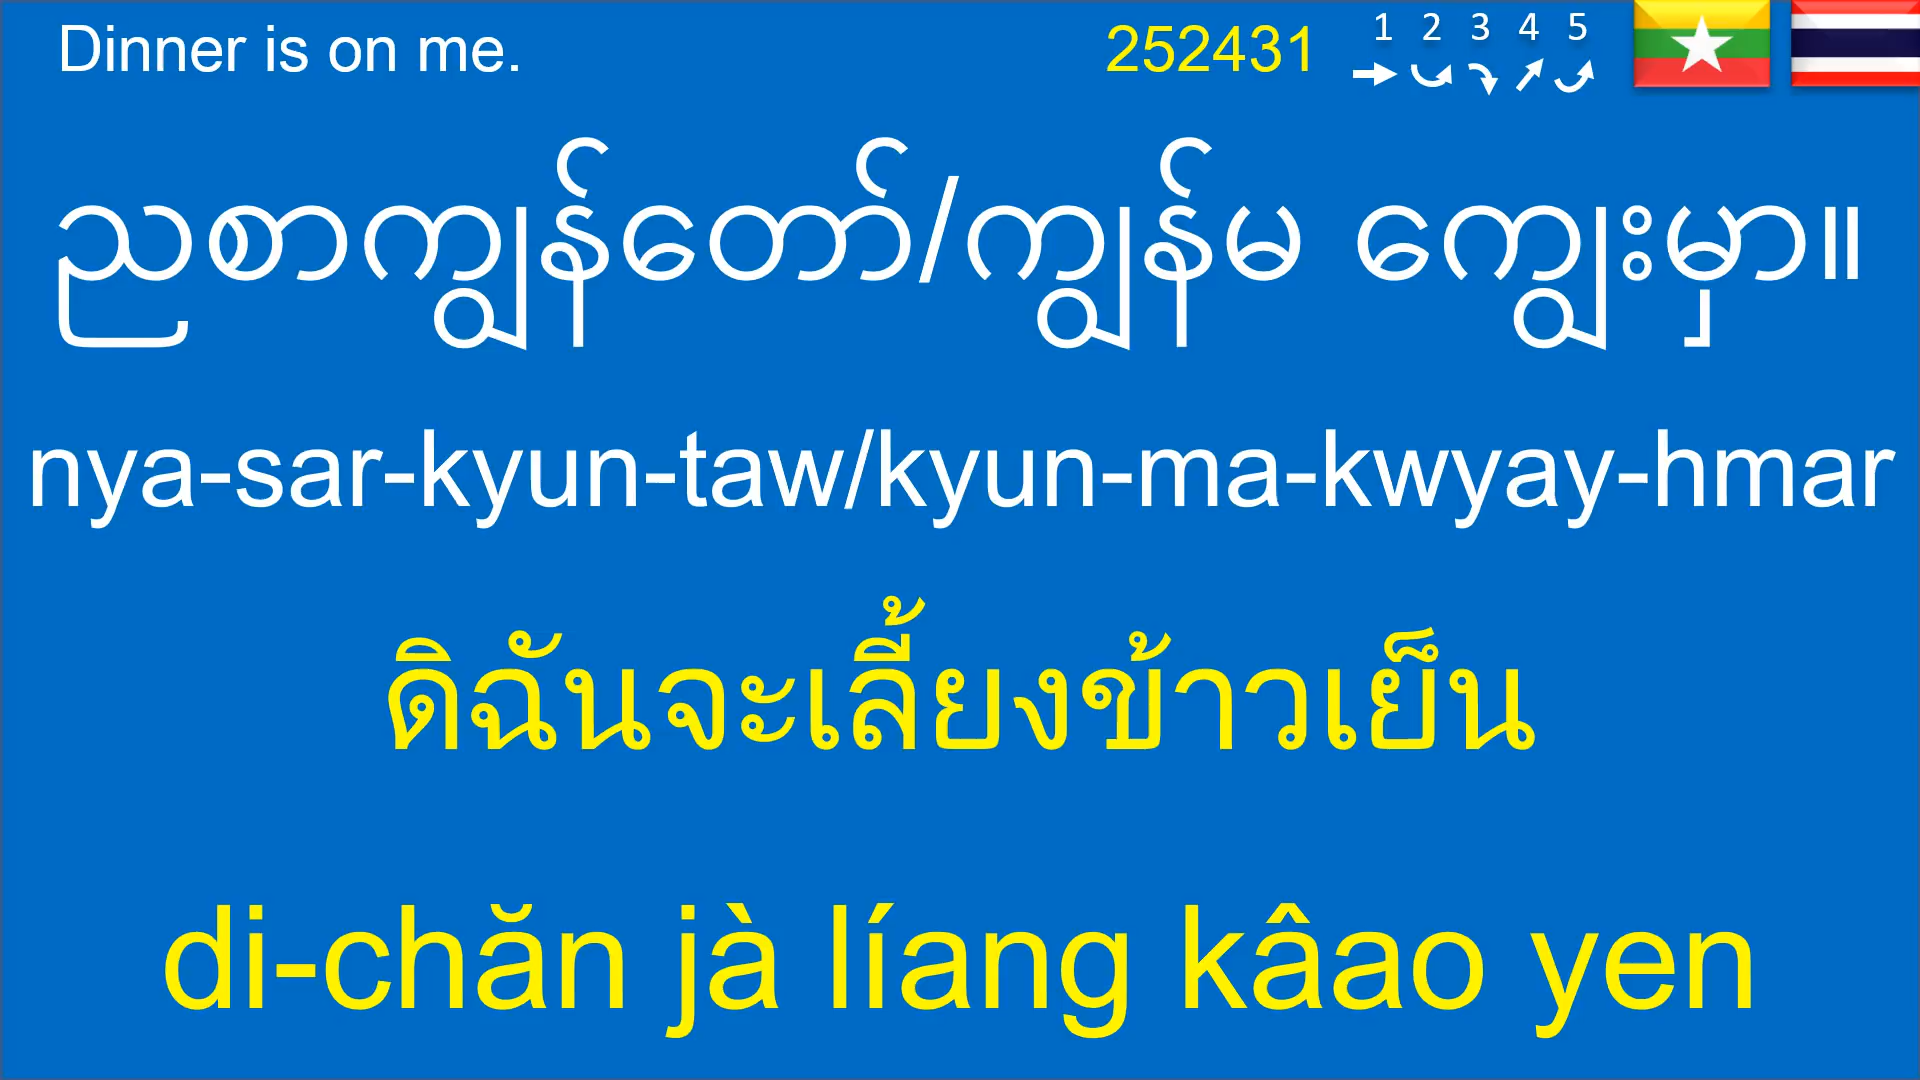 Dinner is on me.
252431
1 2 3 4 5
ညစာကျွန်တော်/ကျွန်မ ကျွေးမှာ။
nya-sar-kyun-taw/kyun-ma-kwyay-hmar
ดิฉันจะเลี้ยงข้าวเย็น
di-chăn jà líang kâao yen